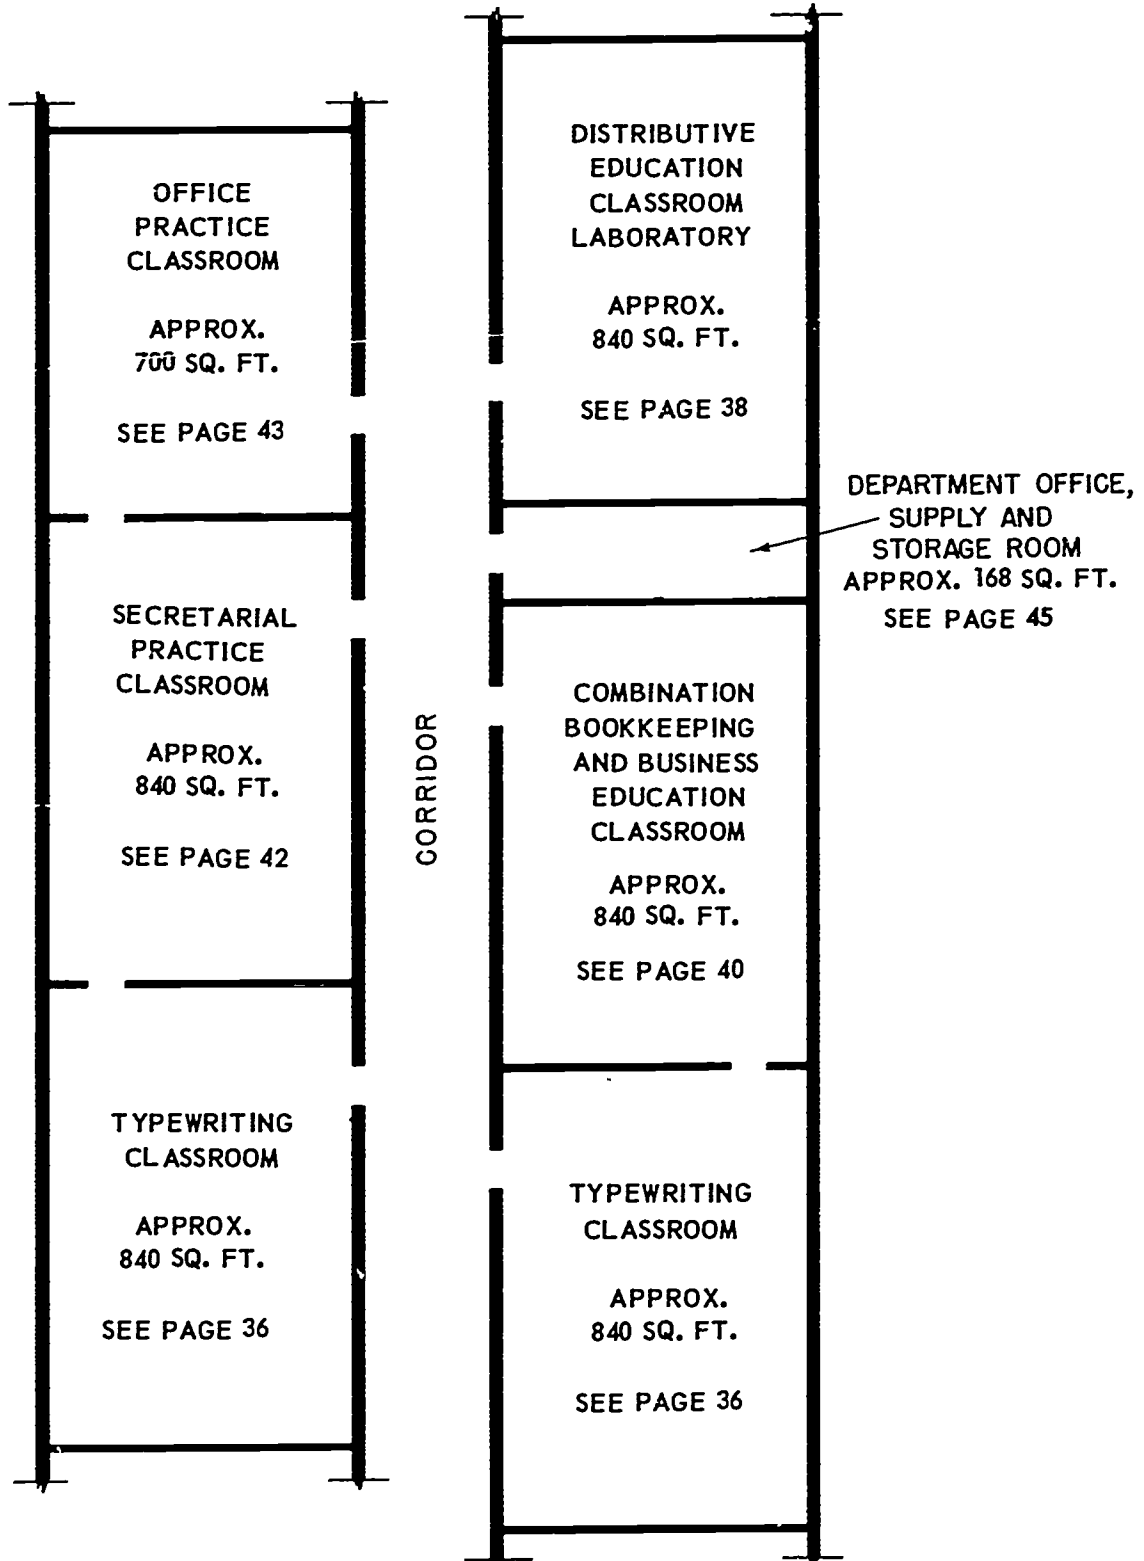 OFFICE
PRACTICE
CLASSROOM
APPROX.
700 SQ. FT.
SEE PAGE 43
SECRETARIAL
PRACTICE
CLASSROOM
APPROX.
840 SQ. FT.
SEE PAGE 42
TYPEWRITING
CLASSROOM
APPROX.
840 SQ. FT.
SEE PAGE 36
CORRIDOR
DISTRIBUTIVE
EDUCATION
CLASSROOM
LABORATORY
APPROX.
840 SQ. FT.
SEE PAGE 38
DEPARTMENT OFFICE,
SUPPLY AND
STORAGE ROOM
APPROX. 168 SQ. FT.
SEE PAGE 45
COMBINATION
BOOKKEEPING
AND BUSINESS
EDUCATION
CLASSROOM
APPROX.
840 SQ. FT.
SEE PAGE 40
TYPEWRITING
CLASSROOM
APPROX.
840 SQ. FT.
SEE PAGE 36